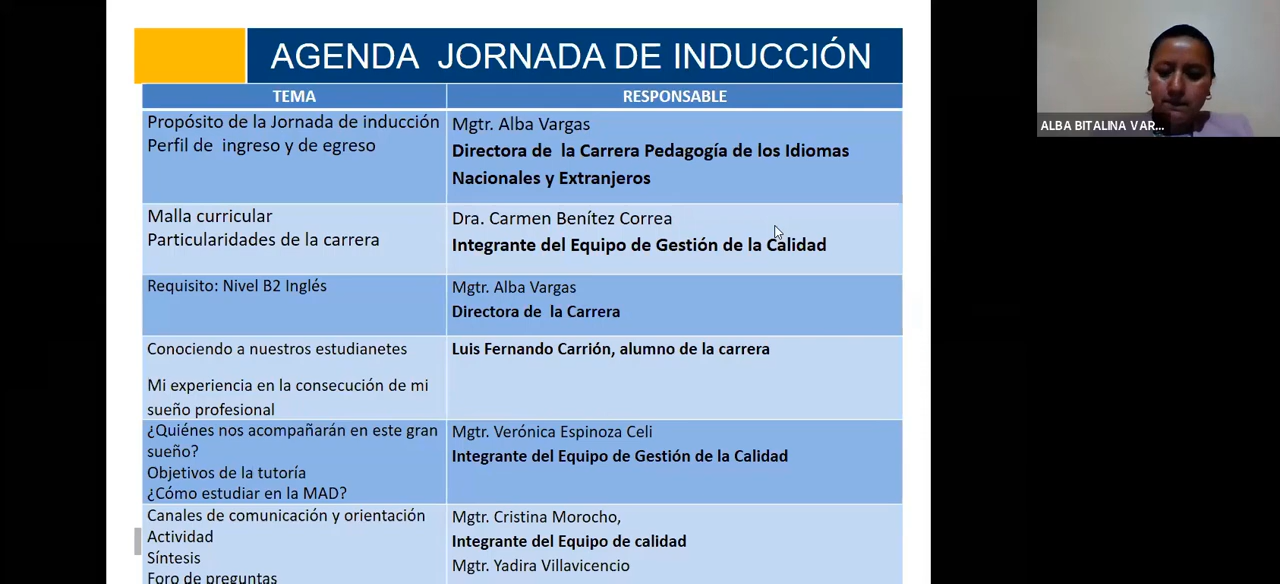 AGENDA JORNADA DE INDUCCIÓN
TEMA
RESPONSABLE
Propósito de la Jornada de inducción
Perfil de ingreso y de egreso
Mgtr. Alba Vargas
Directora de la Carrera Pedagogía de los Idiomas
Nacionales y Extranjeros
Malla curricular
Particularidades de la carrera
Dra. Carmen Benítez Correa
Integrante del Equipo de Gestión de la Calidad
Requisito: Nivel B2 Inglés
Mgtr. Alba Vargas
Directora de la Carrera
Conociendo a nuestros estudianetes
Mi experiencia en la consecución de mi
sueño profesional
Luis Fernando Carrión, alumno de la carrera
¿Quiénes nos acompañarán en este gran
sueño?
Objetivos de la tutoría
¿Cómo estudiar en la MAD?
Mgtr. Verónica Espinoza Celi
Integrante del Equipo de Gestión de la Calidad
Canales de comunicación y orientación
Actividad
Síntesis
Foro de preguntas
Mgtr. Cristina Morocho,
Integrante del Equipo de calidad
Mgtr. Yadira Villavicencio
ALBA BITALINA VAR...